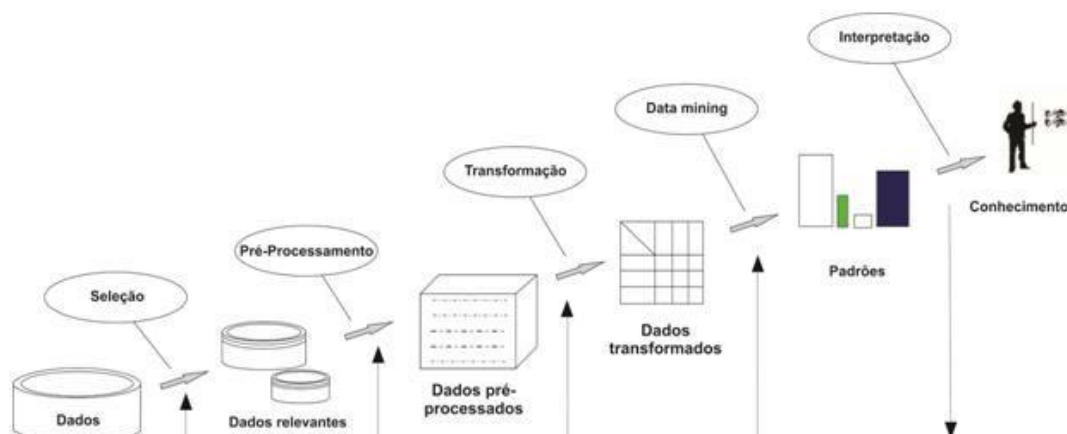 Interpretação
Data mining
Conhecimento
Transformação
Padrões
Pré-Processamento
Dados
transformados
Seleção
Dados pré-
processados
Dados
Dados relevantes